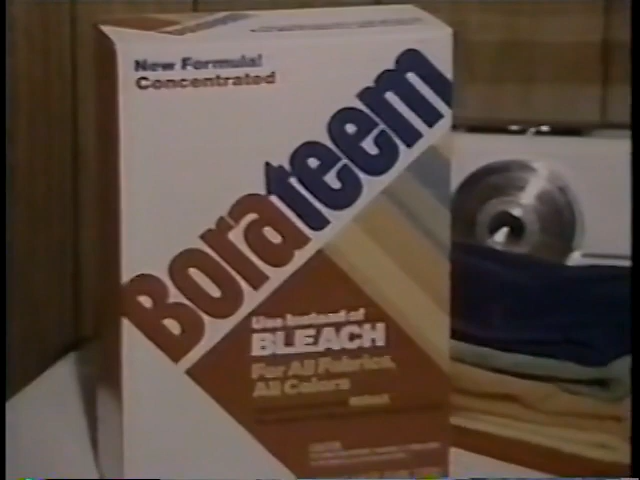 New Formula!
Concentrated
Borateem
Use Instead of
BLEACH
For All Fabrics,
All Colors